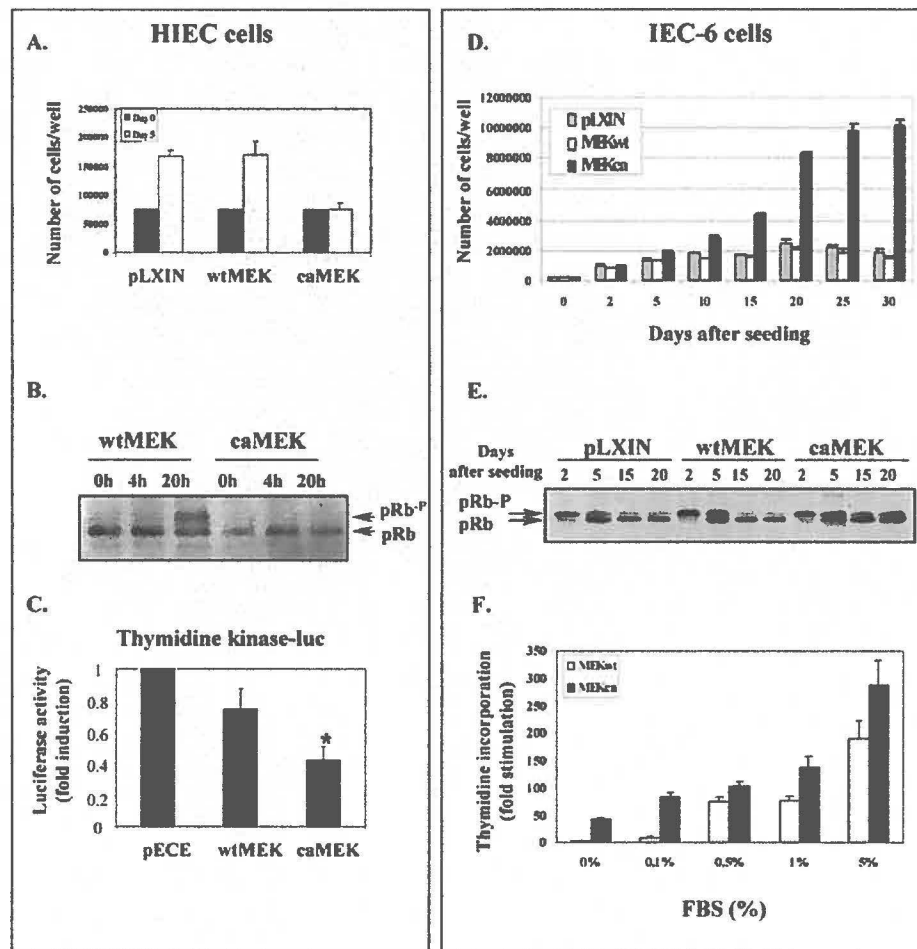 A.
HIEC cells
Number of cells/well
250000
200000
150000
100000
50000
0
Day 0
Day 5
pLXIN wtMEK caMEK
B.
wtMEK caMEK
0h 4h 20h 0h 4h 20h
pRb-P
pRb
C.
Thymidine kinase-luc
Luciferase activity
(fold induction)
1
0.8
0.6
0.4
0.2
0
*
pECE wtMEK caMEK
D.
IEC-6 cells
Number of cells/well
12000000
10000000
8000000
6000000
4000000
2000000
0
pLXIN
MEKwt
MEKca
0 2 5 10 15 20 25 30
Days after seeding
E.
pLXIN wtMEK caMEK
Days
after seeding
2 5 15 20 2 5 15 20 2 5 15 20
pRb-P
pRb
F.
Thymidine incorporation
(fold stimulation)
350
300
250
200
150
100
50
0
MEKwt
MEKca
0% 0,1% 0.5% 1% 5%
FBS (%)